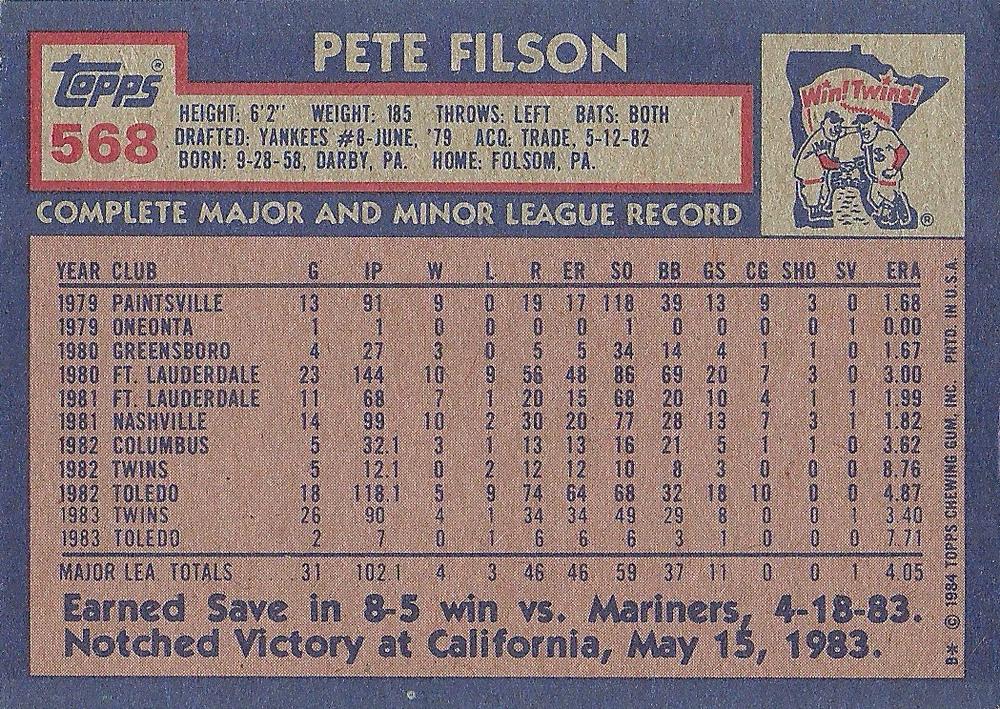 PETE FILSON
Topps®
568
HEIGHT: 6'2" WEIGHT: 185 THROWS: LEFT BATS: BOTH
DRAFTED: YANKEES #8-JUNE, '79 ACQ: TRADE, 5-12-82
BORN: 9-28-58, DARBY, PA. HOME: FOLSOM, PA.
Win! Twins!
®
COMPLETE MAJOR AND MINOR LEAGUE RECORD
YEAR CLUB G IP W L R ER SO BB GS CG SHO SV ERA
1979 PAINTSVILLE 13 91 9 0 19 17 118 39 13 9 3 0 1.68
1979 ONEONTA 1 1 0 0 0 0 1 0 0 0 0 1 0.00
1980 GREENSBORO 4 27 3 0 5 5 34 14 4 1 1 0 1.67
1980 FT. LAUDERDALE 23 144 10 9 56 48 86 69 20 7 3 0 3.00
1981 FT. LAUDERDALE 11 68 7 1 20 15 68 20 10 4 1 1 1.99
1981 NASHVILLE 14 99 10 2 30 20 77 28 13 7 3 1 1.82
1982 COLUMBUS 5 32.1 3 1 13 13 16 21 5 1 1 0 3.62
1982 TWINS 5 12.1 0 2 12 12 10 8 3 0 0 0 8.76
1982 TOLEDO 18 118.1 5 9 74 64 68 32 18 10 0 0 4.87
1983 TWINS 26 90 4 1 34 34 49 29 8 0 0 1 3.40
1983 TOLEDO 2 7 0 1 6 6 6 3 1 0 0 0 7.71
MAJOR LEA. TOTALS 31 102.1 4 3 46 46 59 37 11 0 0 1 4.05
Earned Save in 8-5 win vs. Mariners, 4-18-83.
Notched Victory at California, May 15, 1983.
B* © 1984 TOPPS CHEWING GUM, INC. PRTD. IN U.S.A.